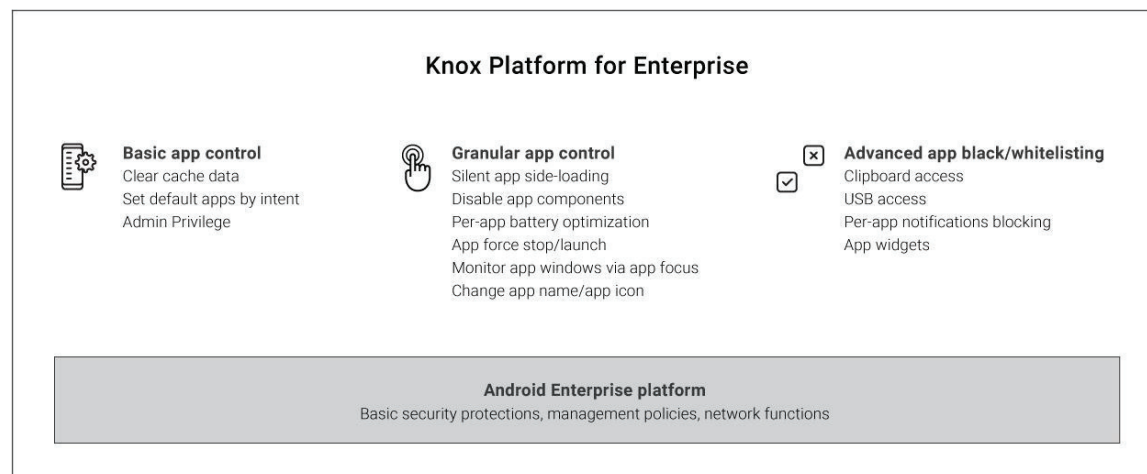 Knox Platform for Enterprise
Basic app control
Clear cache data
Set default apps by intent
Admin Privilege
Granular app control
Silent app side-loading
Disable app components
Per-app battery optimization
App force stop/launch
Monitor app windows via app focus
Change app name/app icon
Advanced app black/whitelisting
Clipboard access
USB access
Per-app notifications blocking
App widgets
Android Enterprise platform
Basic security protections, management policies, network functions